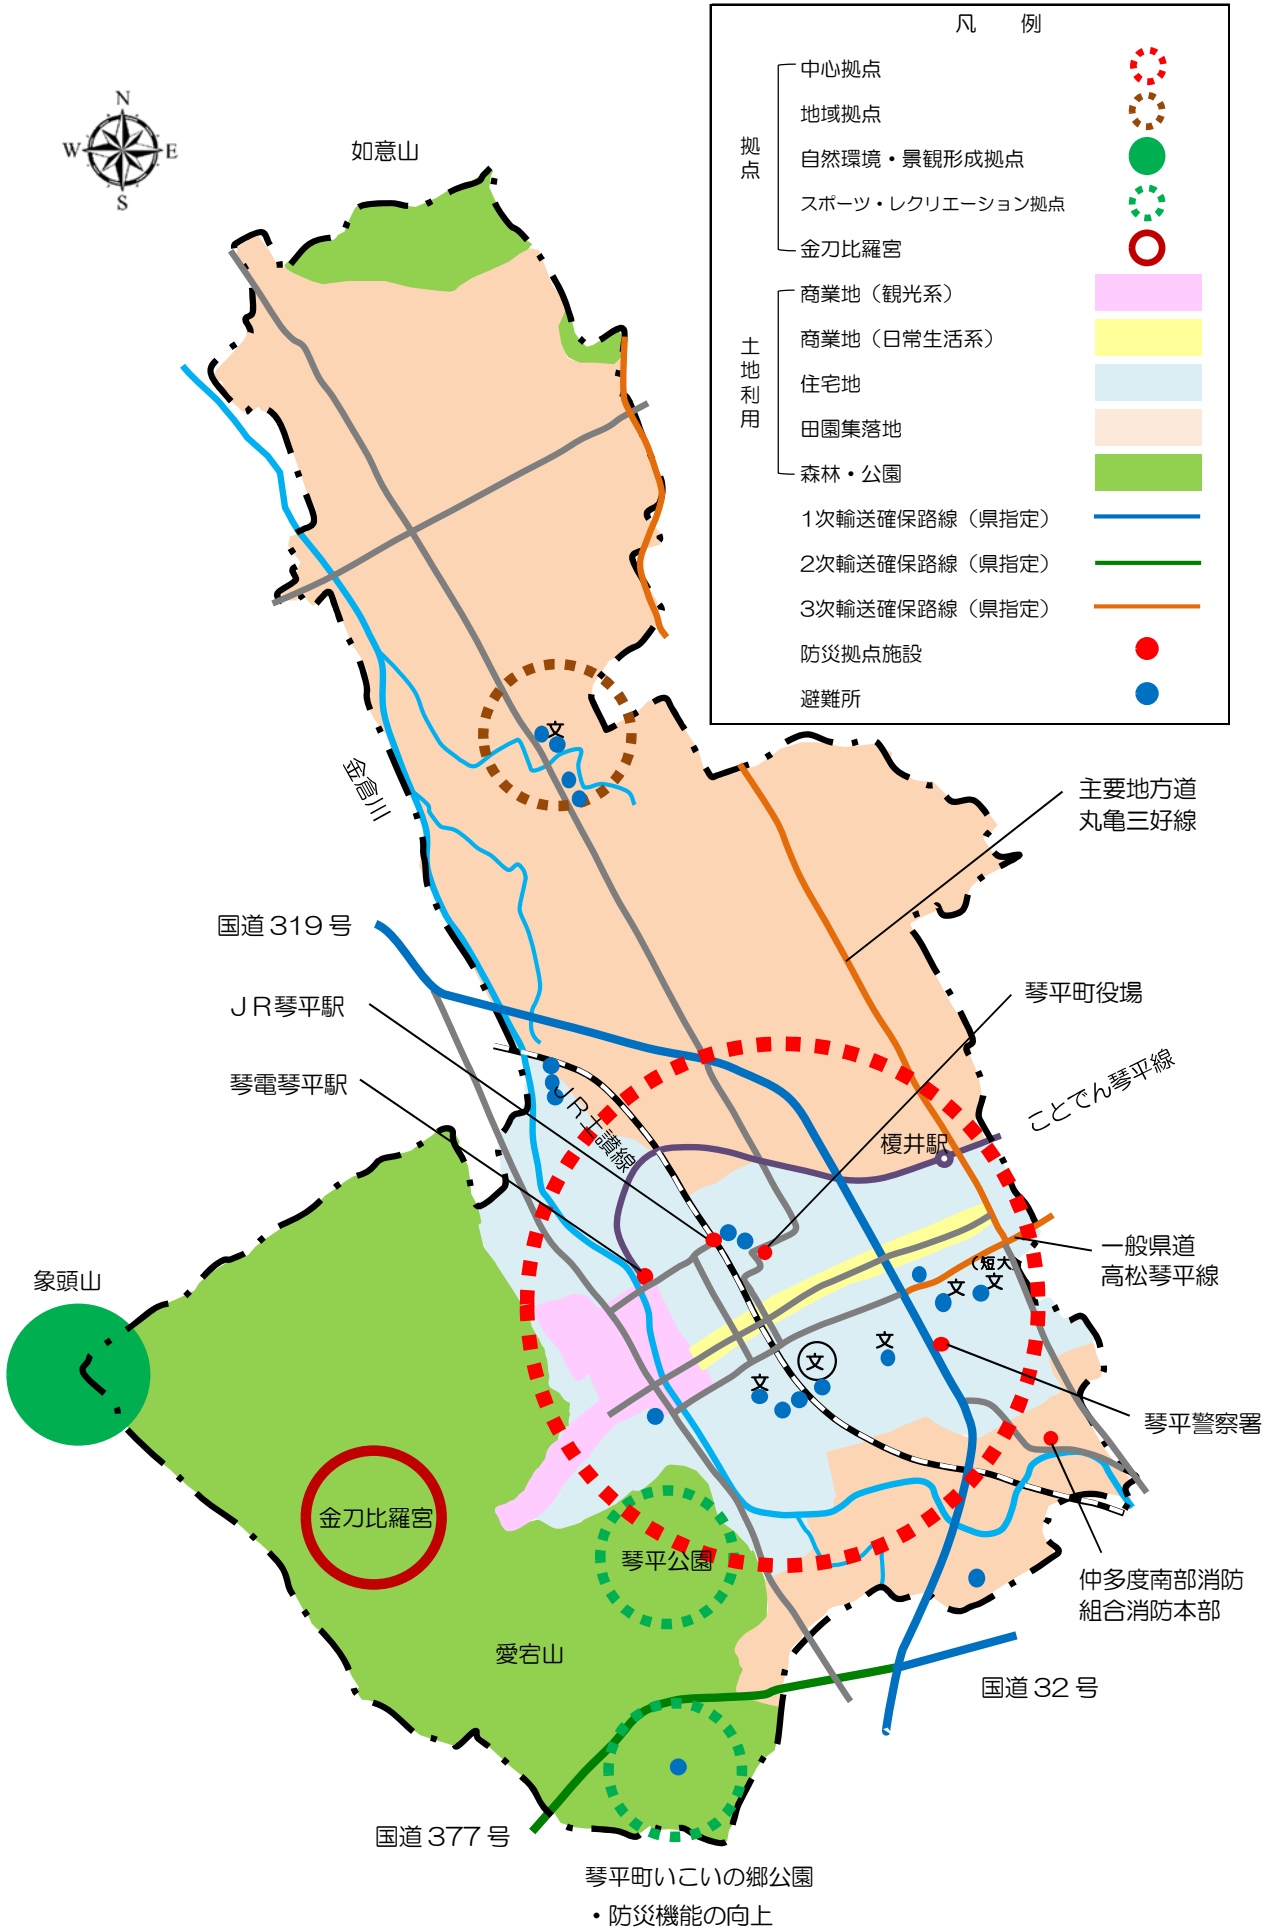 凡 例
拠点
中心拠点
地域拠点
自然環境・景観形成拠点
スポーツ・レクリエーション拠点
金刀比羅宮
土地利用
商業地（観光系）
商業地（日常生活系）
住宅地
田園集落地
森林・公園
1次輸送確保路線（県指定）
2次輸送確保路線（県指定）
3次輸送確保路線（県指定）
防災拠点施設
避難所
N
W
E
S
如意山
文
金倉川
主要地方道
丸亀三好線
国道319号
ＪＲ琴平駅
琴平町役場
琴電琴平駅
ことでん琴平線
ＪＲ土讃線
榎井駅
一般県道
高松琴平線
（短大）
文
文
象頭山
文
文
文
琴平警察署
金刀比羅宮
琴平公園
仲多度南部消防
組合消防本部
愛宕山
国道32号
国道377号
琴平町いこいの郷公園
・防災機能の向上